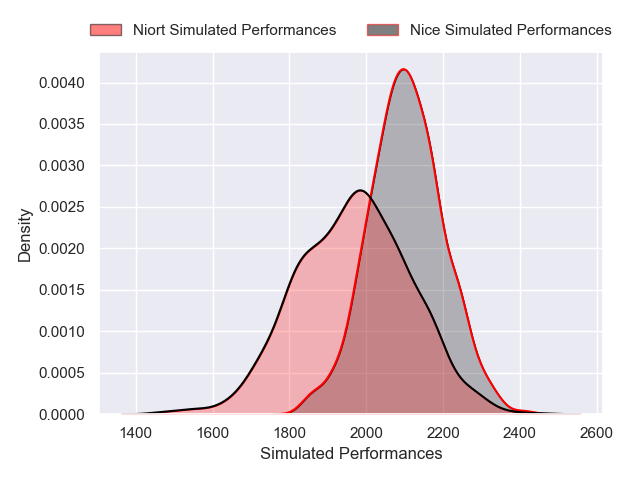 Niort Simulated Performances
Nice Simulated Performances
0.0040
0.0035
0.0030
0.0025
0.0020
0.0015
0.0010
0.0005
0.0000
Density
1400 1600 1800 2000 2200 2400 2600
Simulated Performances